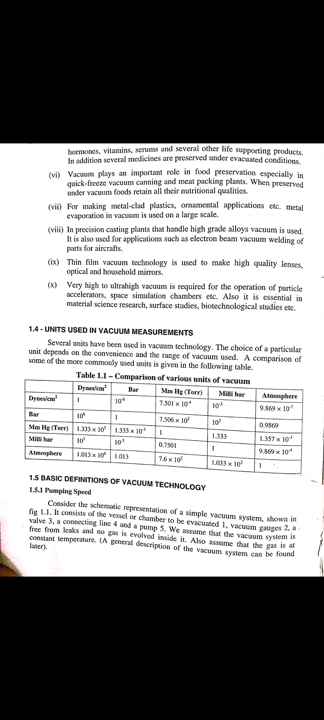 hormones, vitamins, serums and several other life supporting products.
In addition several medicines are preserved under evacuated conditions.
(vi) Vacuum plays an important role in food preservation especially in
quick-freeze vacuum canning and meat packing plants. When preserved
under vacuum foods retain all their nutritional qualities.
(vii) For making metal-clad plastics, ornamental applications etc. metal
evaporation in vacuum is used on a large scale.
(viii) In precision casting plants that handle high grade alloys vacuum is used.
It is also used for applications such as electron beam vacuum welding of
parts for aircrafts.
(ix) Thin film vacuum technology is used to make high quality lenses,
optical and household mirrors.
(x) Very high to ultrahigh vacuum is required for the operation of particle
accelerators, space simulation chambers etc. Also it is essential in
material science research, surface studies, biotechnological studies etc.
1.4 - UNITS USED IN VACUUM MEASUREMENTS
Several units have been used in vacuum technology. The choice of a particular
unit depends on the convenience and the range of vacuum used. A comparison of
some of the more commonly used units is given in the following table.
Table 1.1 – Comparison of various units of vacuum
Dynes/cm² Bar Mm Hg (Torr) Milli bar Atmosphere
Dynes/cm² 1 10⁻⁶ 7.501 × 10⁻⁴ 10⁻³ 9.869 × 10⁻⁷
Bar 10⁶ 1 7.506 × 10² 10³ 0.9869
Mm Hg (Torr) 1.333 × 10³ 1.333 × 10⁻³ 1 1.333 1.357 × 10⁻³
Milli bar 10³ 10⁻³ 0.7501 1 9.869 × 10⁻⁴
Atmosphere 1.013 × 10⁶ 1.013 7.6 × 10² 1.033 × 10³ 1
1.5 BASIC DEFINITIONS OF VACUUM TECHNOLOGY
1.5.1 Pumping Speed
Consider the schematic representation of a simple vacuum system, shown in
fig 1.1. It consists of the vessel or chamber to be evacuated 1, vacuum gauges 2, a
valve 3, a connecting line 4 and a pump 5. We assume that the vacuum system is
free from leaks and no gas is evolved inside it. Also assume that the gas is at
constant temperature. (A general description of the vacuum system can be found
later).